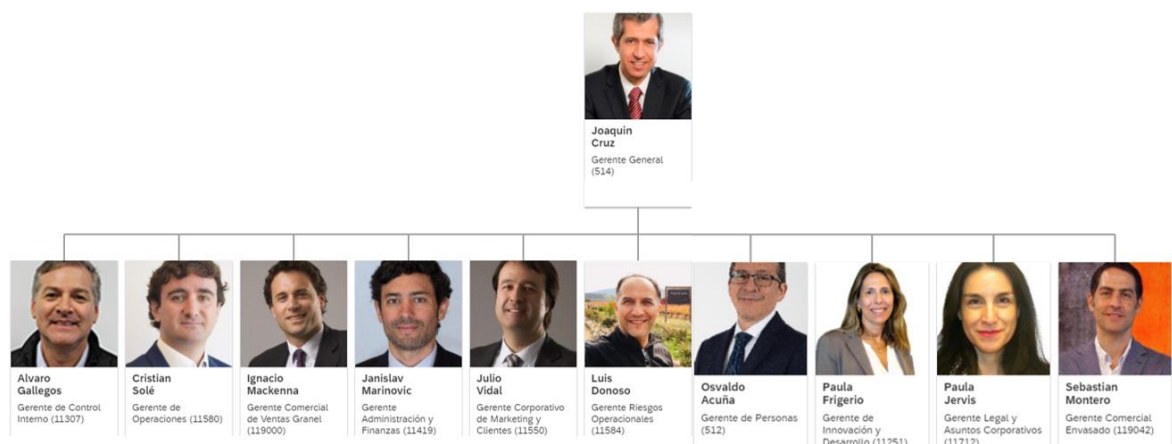 Joaquin
Cruz
Gerente General
(514)
Alvaro
Gallegos
Gerente de Control
Interno (11307)
Cristian
Solé
Gerente de
Operaciones (11580)
Ignacio
Mackenna
Gerente Comercial
de Ventas Granel
(119000)
Janislav
Marinovic
Gerente
Administración y
Finanzas (11419)
Julio
Vidal
Gerente Corporativo
de Marketing y
Clientes (11550)
Luis
Donoso
Gerente Riesgos
Operacionales
(11584)
Osvaldo
Acuña
Gerente de Personas
(512)
Paula
Frigerio
Gerente de
Innovación y
Desarrollo (11251)
Paula
Jervis
Gerente Legal y
Asuntos Corporativos
(11712)
Sebastian
Montero
Gerente Comercial
Envasado (119042)